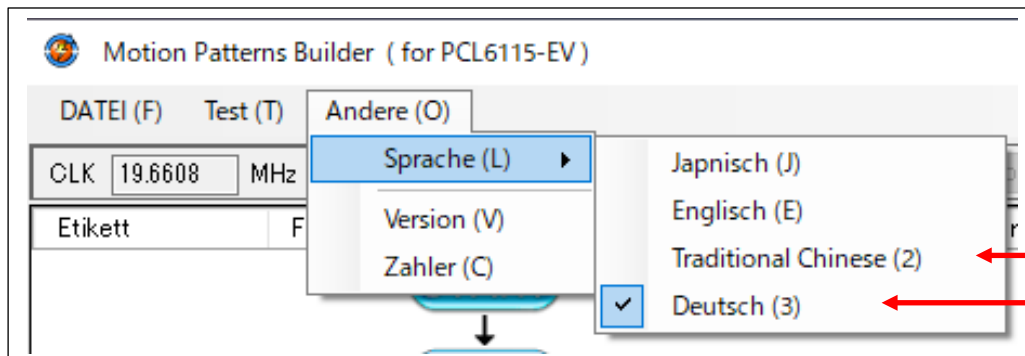 Motion Patterns Builder ( for PCL6115-EV )
DATEI (F) Test (T) Andere (O)
CLK 19.6608 MHz
Sprache (L)
Version (V)
Zahler (C)
Japnisch (J)
Englisch (E)
Traditional Chinese (2)
Deutsch (3)
Etikett F